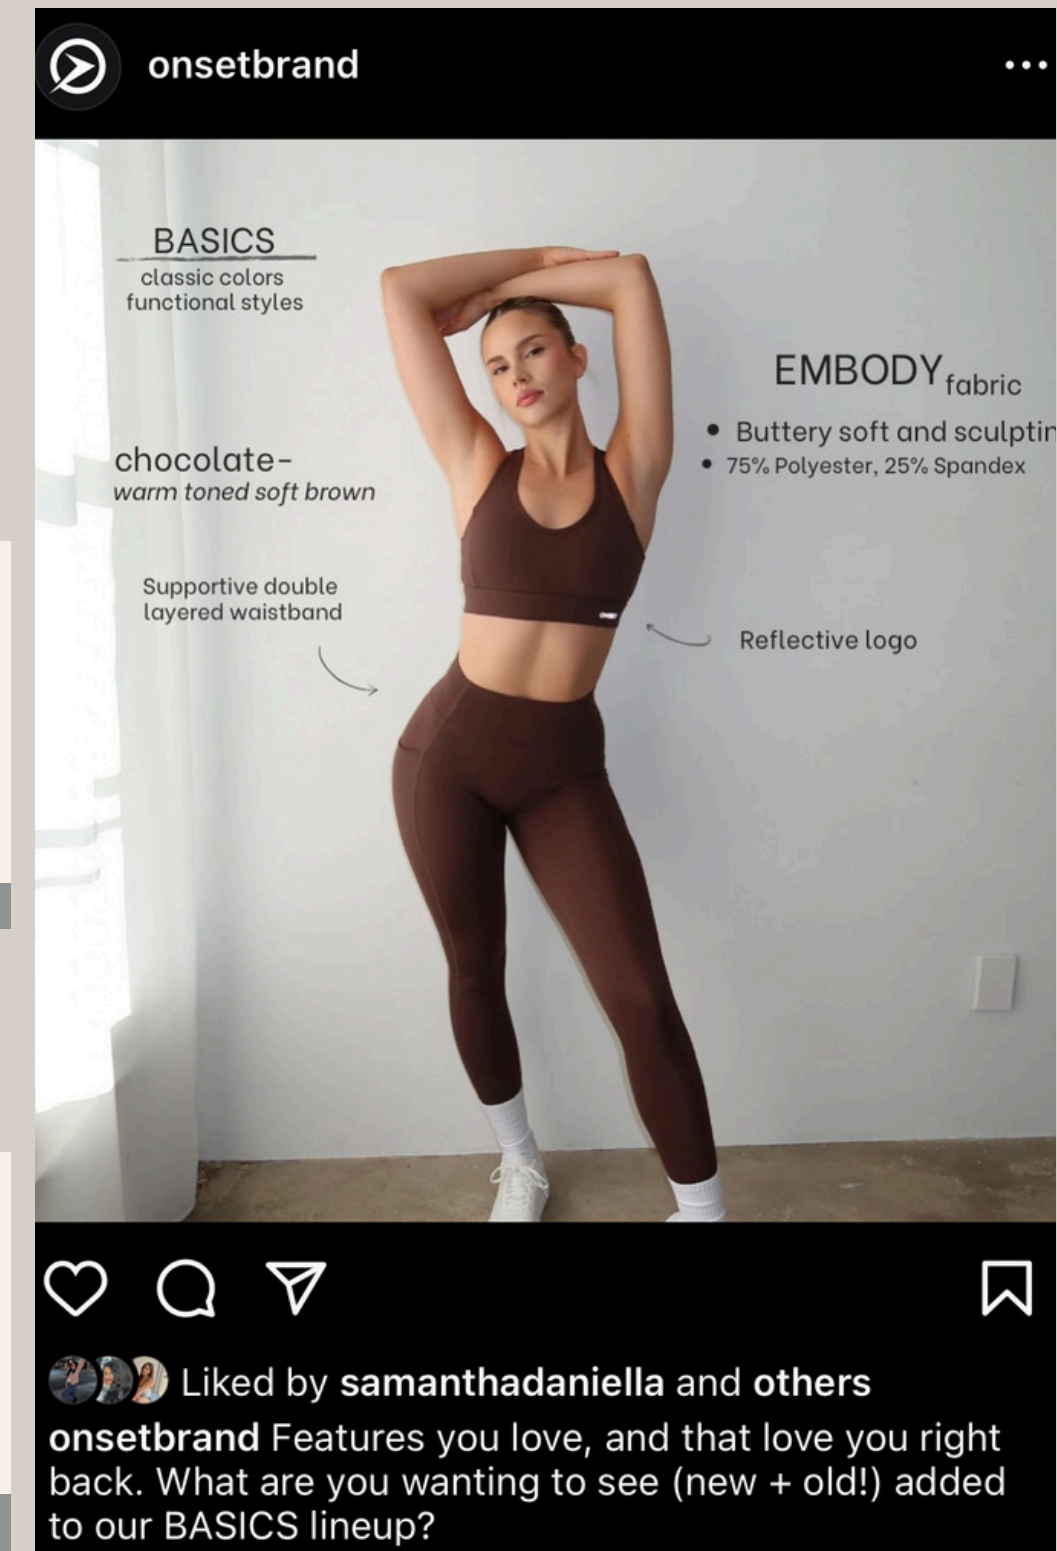 onsetbrand
BASICS
classic colors
functional styles
EMBODY fabric
• Buttery soft and sculptin
• 75% Polyester, 25% Spandex
chocolate-
warm toned soft brown
Supportive double
layered waistband
Reflective logo
Liked by samanthadaniella and others
onsetbrand Features you love, and that love you right
back. What are you wanting to see (new + old!) added
to our BASICS lineup?